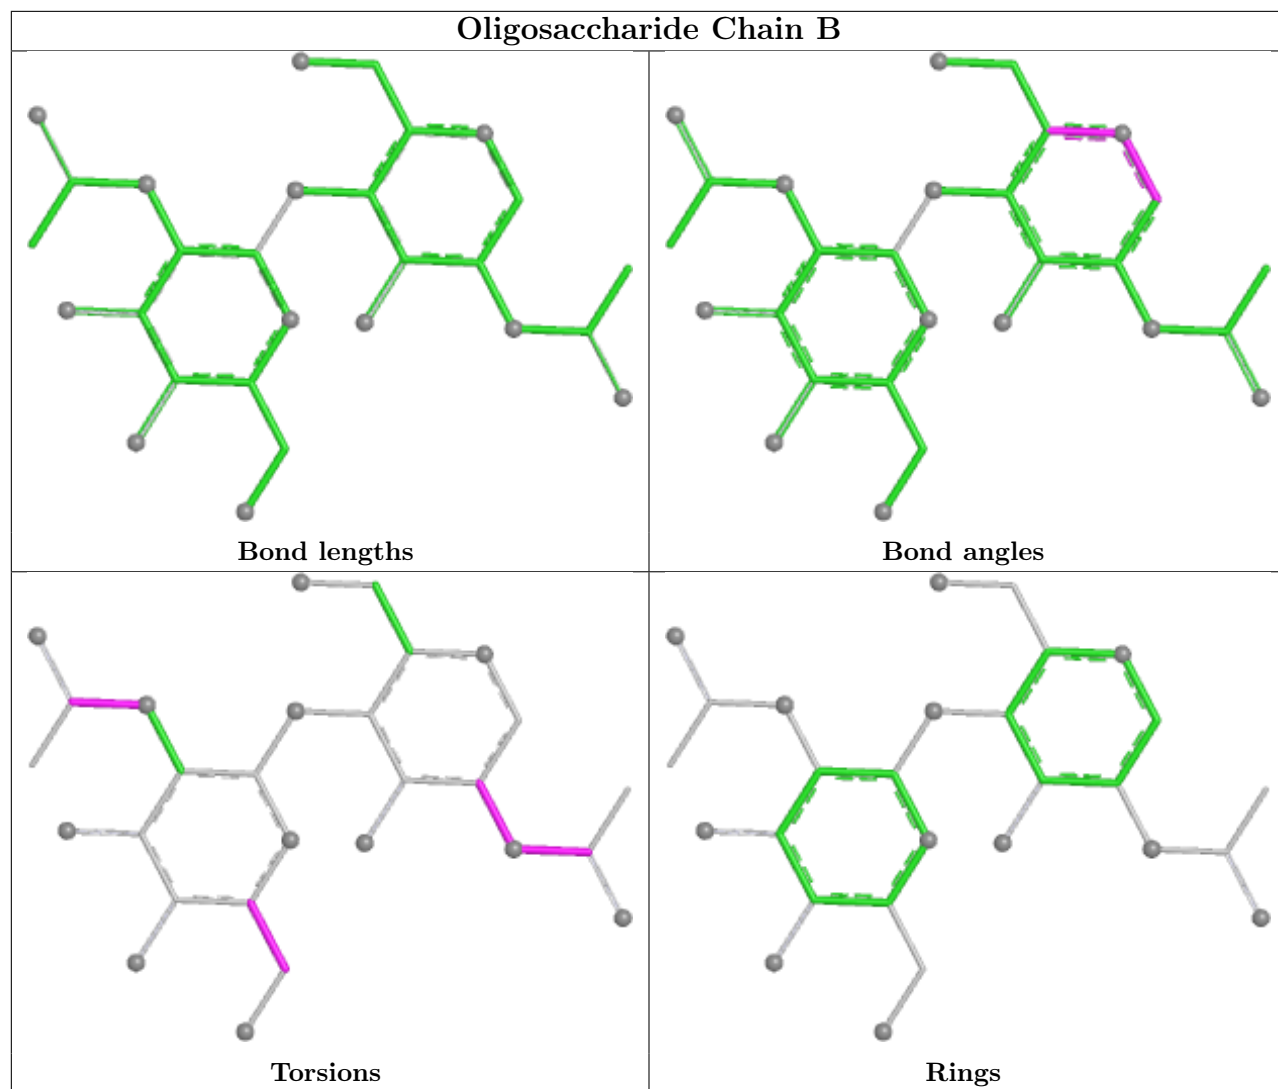 Oligosaccharide Chain B
Bond lengths
Bond angles
Torsions
Rings